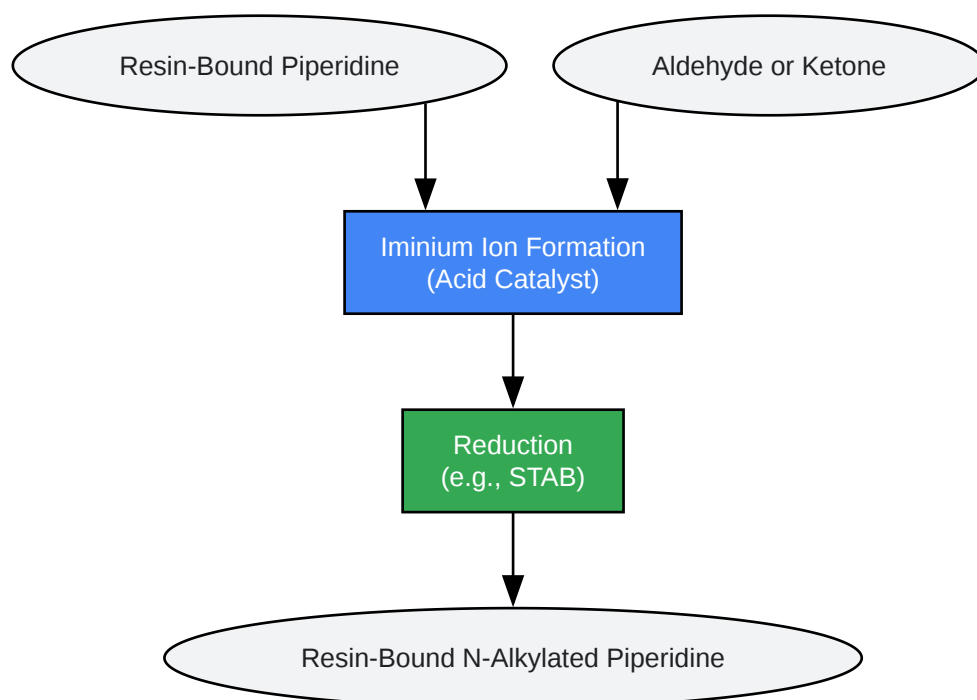 Resin-Bound Piperidine
Aldehyde or Ketone
Iminium Ion Formation
(Acid Catalyst)
Reduction
(e.g., STAB)
Resin-Bound N-Alkylated Piperidine